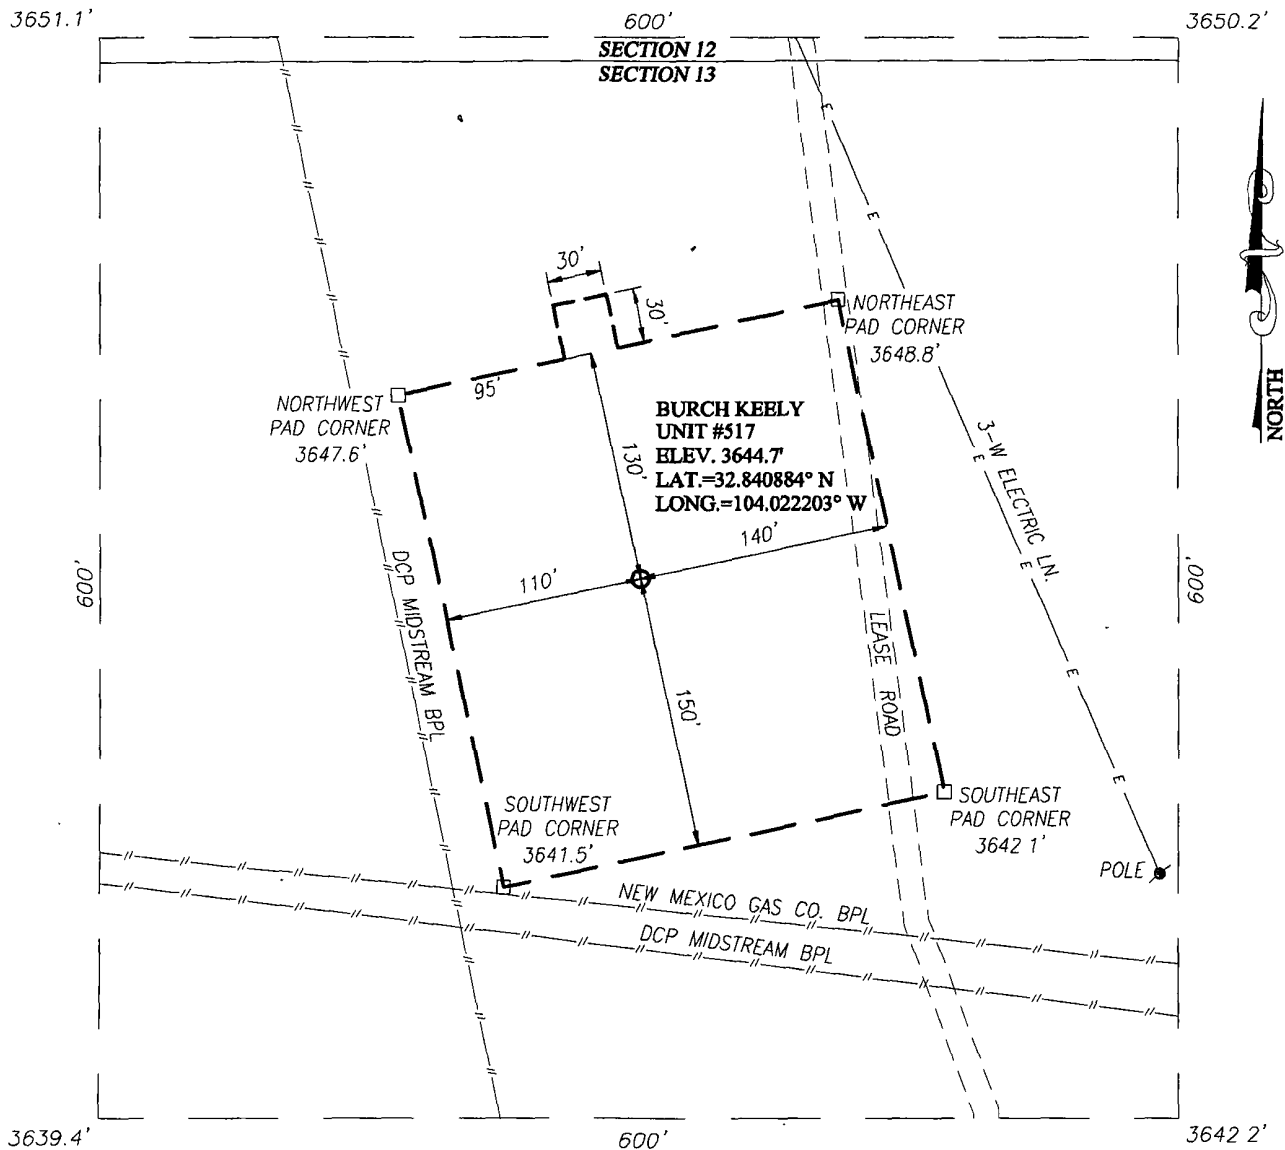 3651.1'
600'
3650.2'
SECTION 12
SECTION 13
30'
30'
NORTHEAST
PAD CORNER
3648.8'
NORTH
95'
NORTHWEST
PAD CORNER
3647.6'
BURCH KEELY
UNIT #517
ELEV. 3644.7'
LAT.=32.840884° N
LONG.=104.022203° W
130'
140'
110'
150'
3-W ELECTRIC LN.
E
E
E
E
E
E
E
600'
600'
DCP MIDSTREAM BPL
LEASE ROAD
SOUTHWEST
PAD CORNER
3641.5'
SOUTHEAST
PAD CORNER
3642 1'
POLE
NEW MEXICO GAS CO. BPL
DCP MIDSTREAM BPL
3639.4'
600'
3642 2'